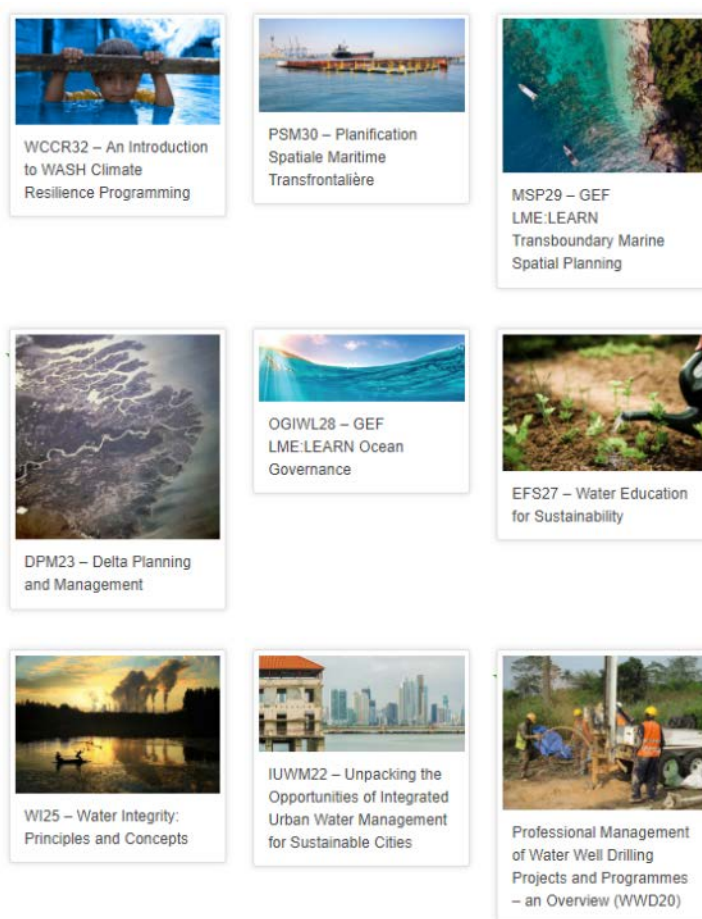 WCCR32 – An Introduction
to WASH Climate
Resilience Programming
PSM30 – Planification
Spatiale Maritime
Transfrontalière
MSP29 – GEF
LME:LEARN
Transboundary Marine
Spatial Planning
DPM23 – Delta Planning
and Management
OGIWL28 – GEF
LME:LEARN Ocean
Governance
EFS27 – Water Education
for Sustainability
WI25 – Water Integrity:
Principles and Concepts
IUWM22 – Unpacking the
Opportunities of Integrated
Urban Water Management
for Sustainable Cities
Professional Management
of Water Well Drilling
Projects and Programmes
– an Overview (WWD20)